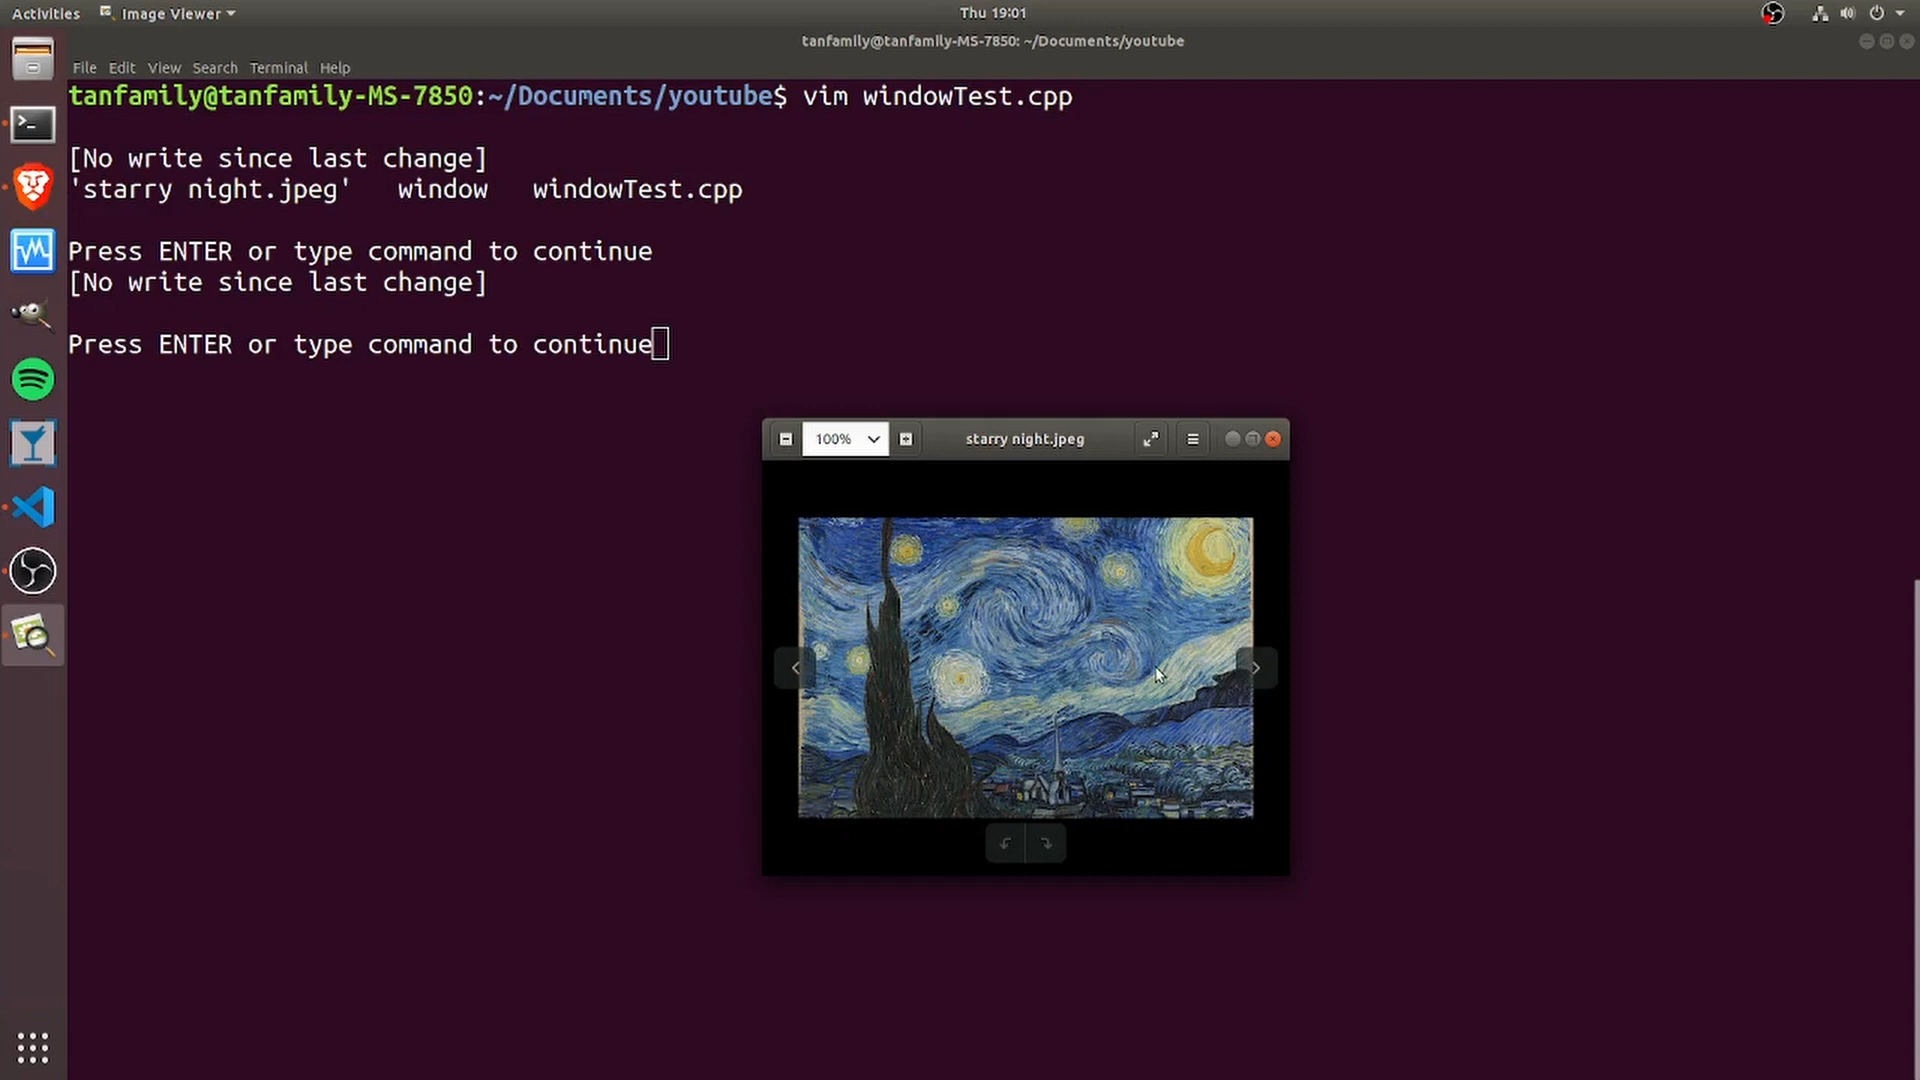 Activities Image Viewer Thu 19:01
tanfamily@tanfamily-MS-7850: ~/Documents/youtube
File Edit View Search Terminal Help
tanfamily@tanfamily-MS-7850:~/Documents/youtube$ vim windowTest.cpp
[No write since last change]
'starry night.jpeg' window windowTest.cpp
Press ENTER or type command to continue
[No write since last change]
Press ENTER or type command to continue
100% starry night.jpeg